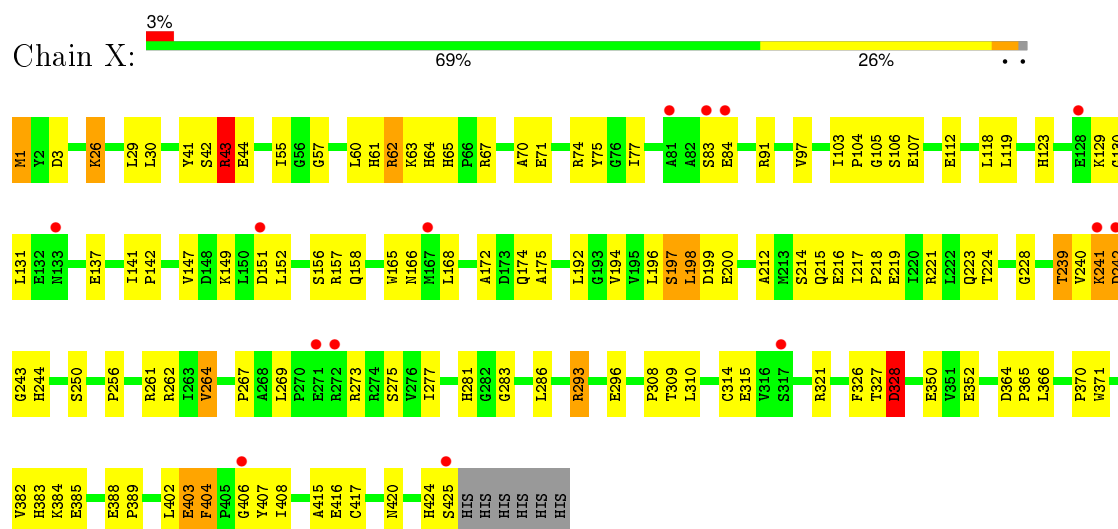 3%
Chain X:
69% 26% • •
M1 Y2 D3 K26 L29 L30 Y41 S42 R43 E44 I55 G56 G57 L60 H61 R62 K63 H64 H65 P66 R67 A70 E71 R74 Y75 G76 I77 A81 A82 S83 E84 R91 V97 I103 P104 G105 S106 E107 E112 L118 L119 H123 E128 K129 G130
L131 E132 N133 E137 I141 P142 V147 D148 K149 L150 D151 L152 S156 R157 Q158 W165 N166 M167 L168 A172 D173 Q174 A175 L192 G193 V194 V195 L196 S197 L198 D199 E200 A212 M213 S214 Q215 E216 I217 P218 E219 I220 R221 L222 Q223 T224 G228 T239 V240 K241 P242
G243 H244 S250 P256 R261 R262 I263 V264 P267 A268 L269 P270 E271 R272 R273 R274 S275 V276 I277 H281 G282 G283 L286 R293 E296 P308 T309 L310 C314 E315 V316 S317 R321 F326 T327 D328 E350 V351 E352 D364 P365 L366 P370 W371
V382 H383 K384 E385 E388 P389 L402 E403 F404 P405 G406 Y407 I408 A415 E416 C417 N420 H424 S425 HIS HIS HIS HIS HIS HIS